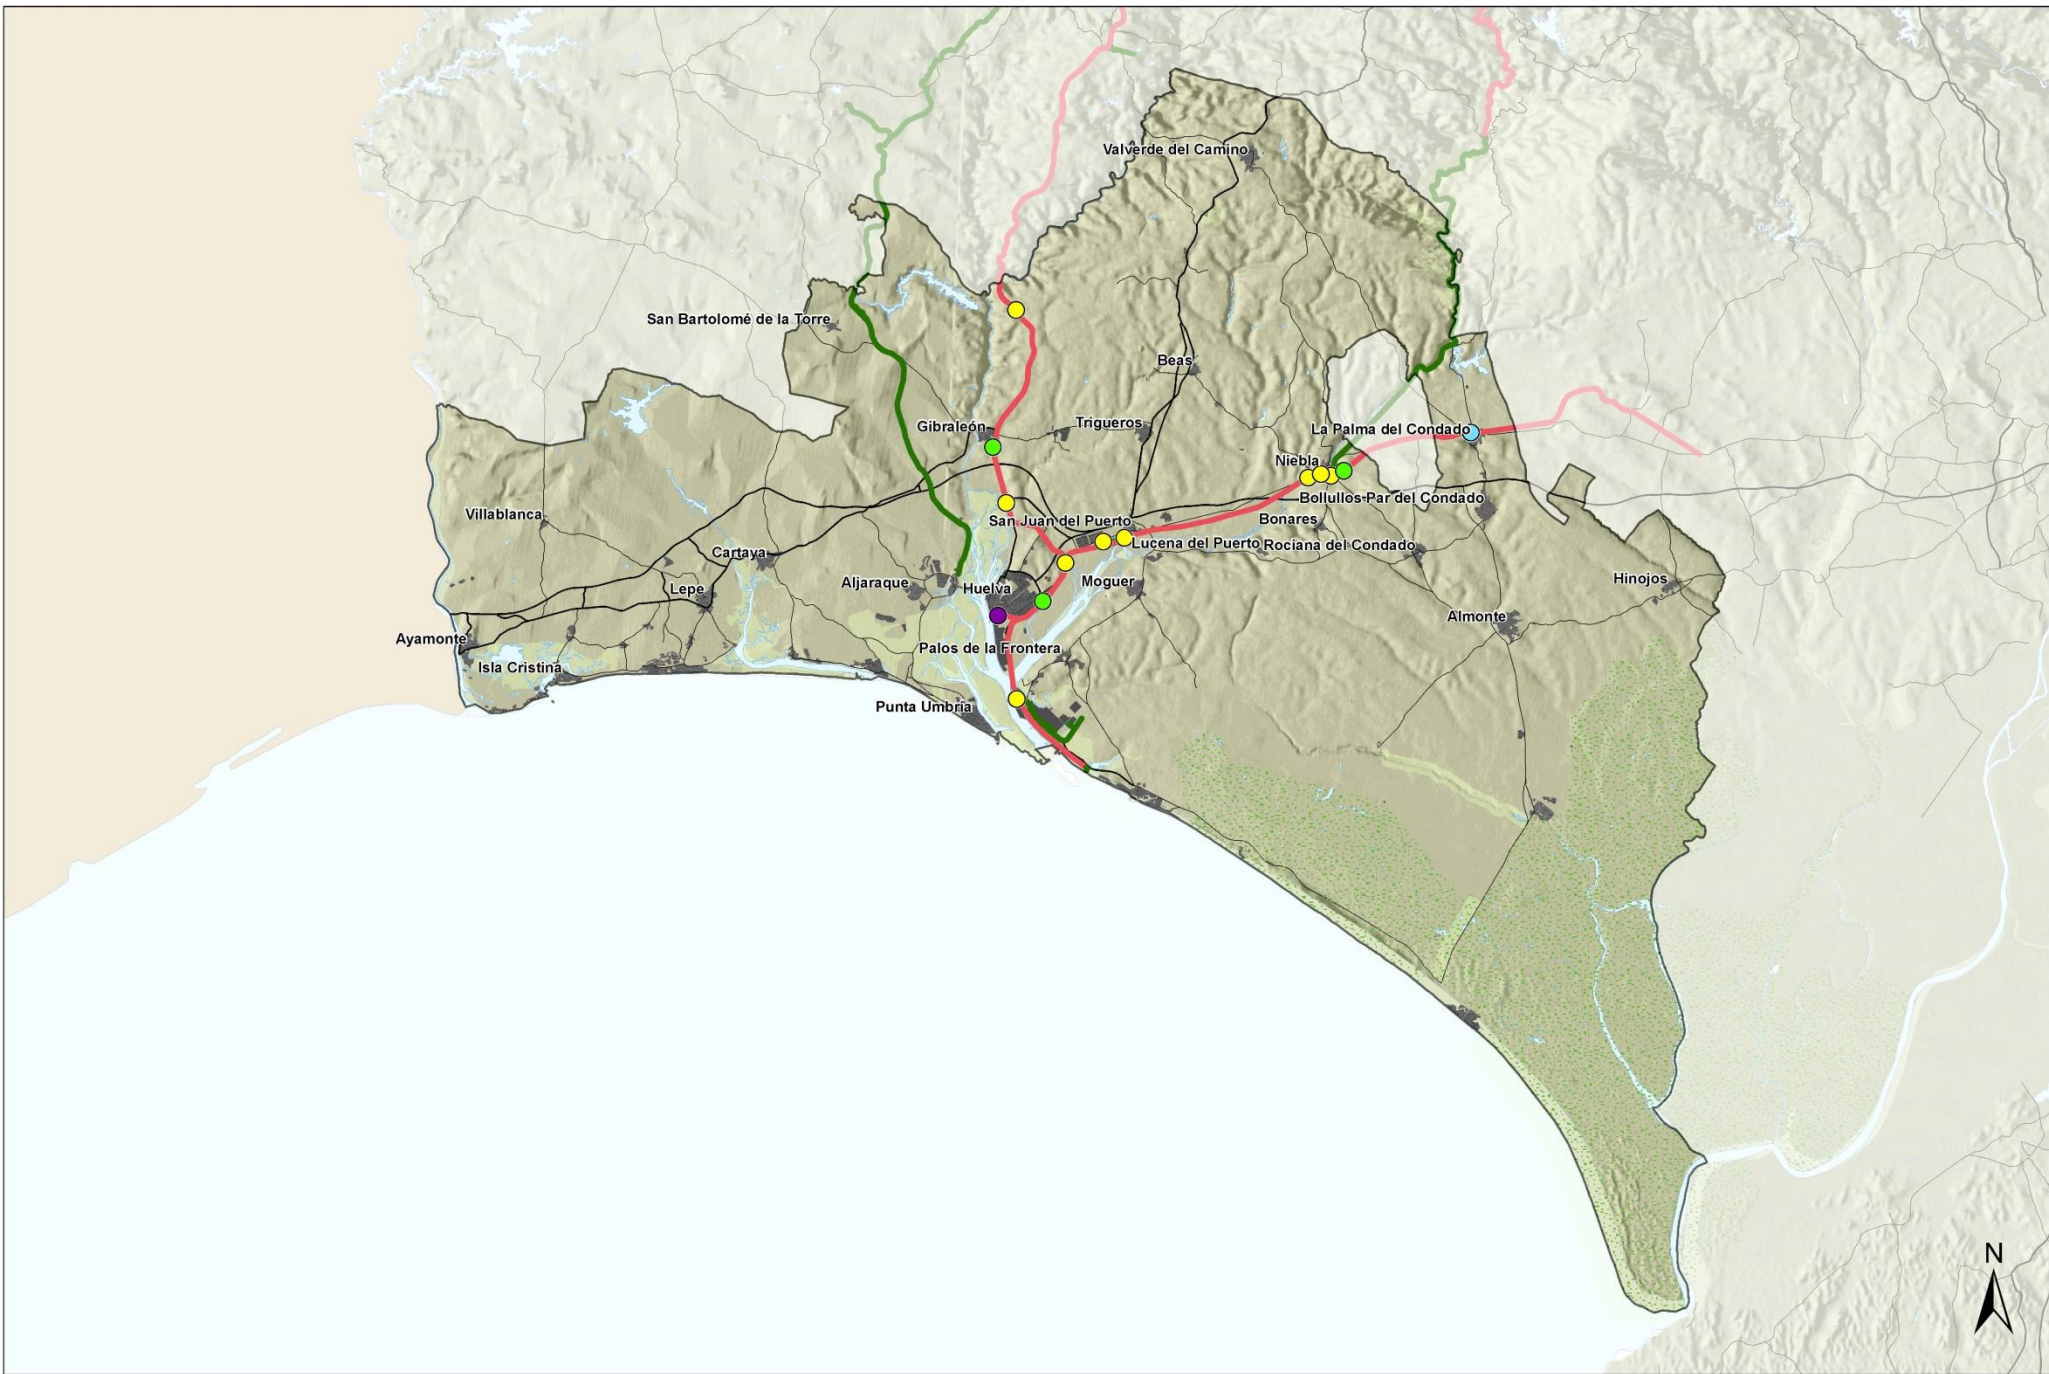 Valverde del Camino
San Bartolomé de la Torre
Beas
Gibraleón
Trigueros
La Palma del Condado
Niebla
Bollullos Par del Condado
Villablanca
San Juan del Puerto
Bonares
Cartaya
Lucena del Puerto
Rociana del Condado
Aljaraque
Huelva
Moguer
Hinojos
Lepe
Almonte
Ayamonte
Palos de la Frontera
Isla Cristina
Punta Umbría
N